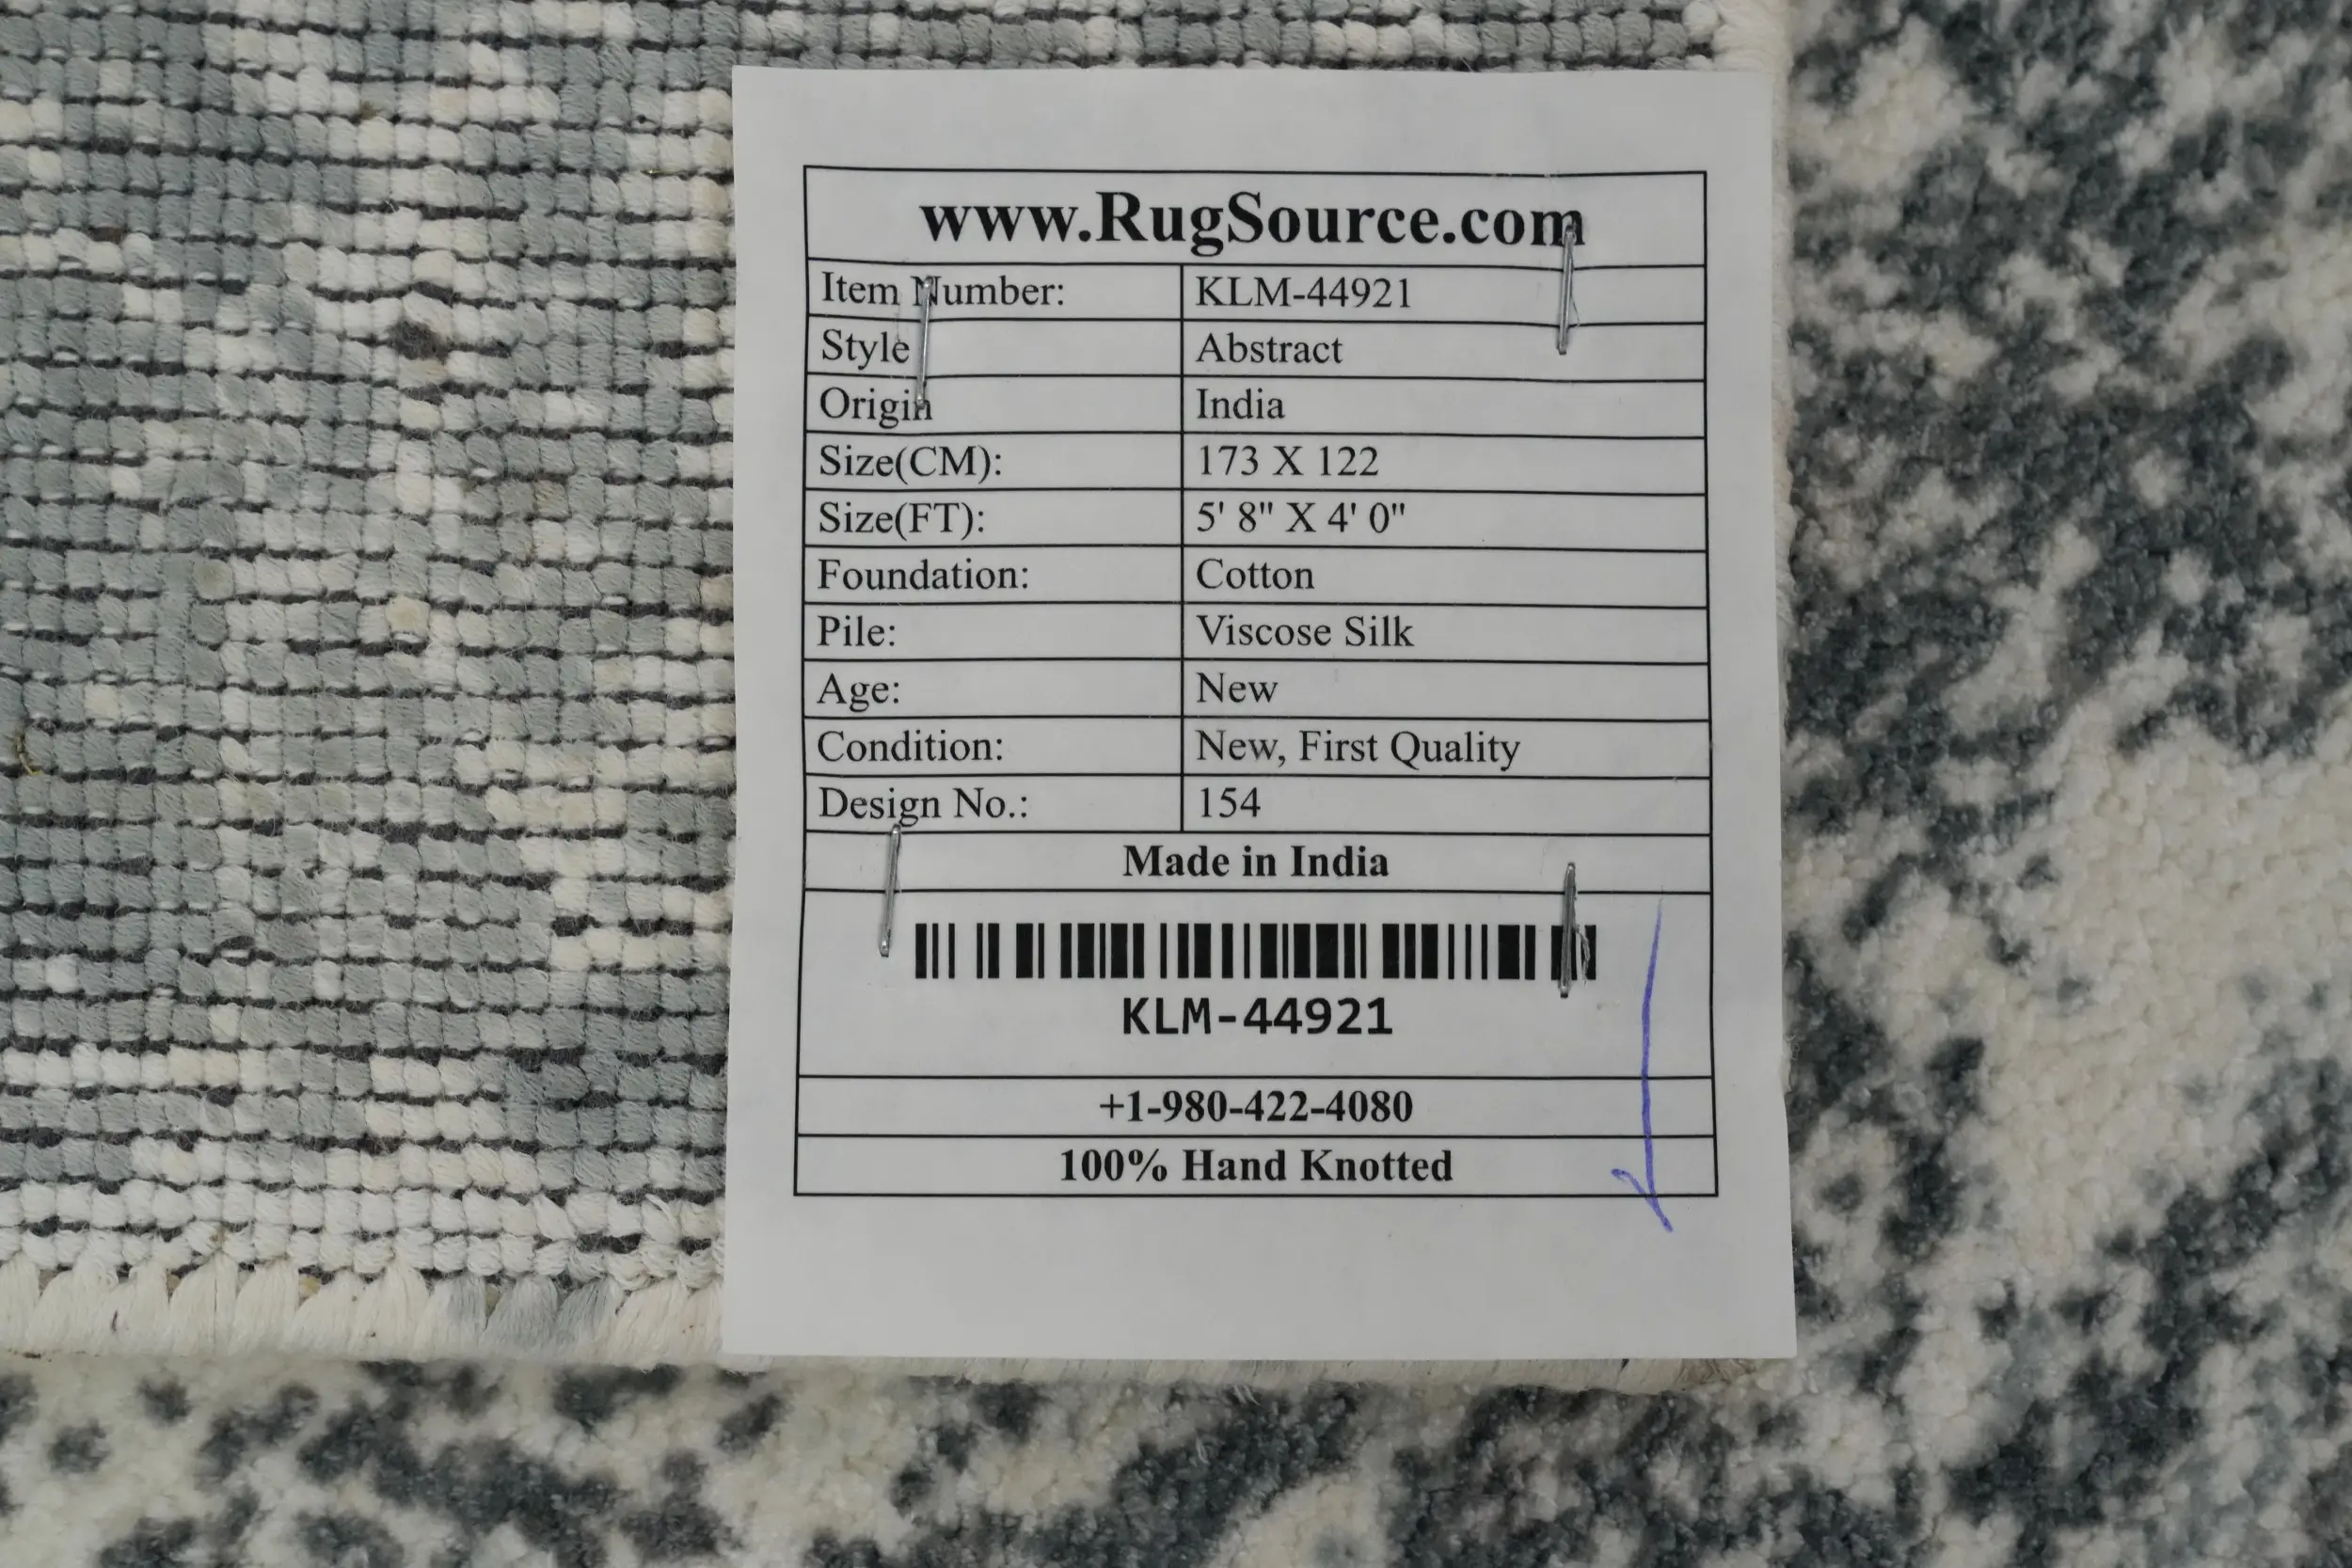 www.RugSource.com
Item Number: KLM-44921
Style Abstract
Origin India
Size(CM): 173 X 122
Size(FT): 5' 8" X 4' 0"
Foundation: Cotton
Pile: Viscose Silk
Age: New
Condition: New, First Quality
Design No.: 154
Made in India
KLM-44921
+1-980-422-4080
100% Hand Knotted